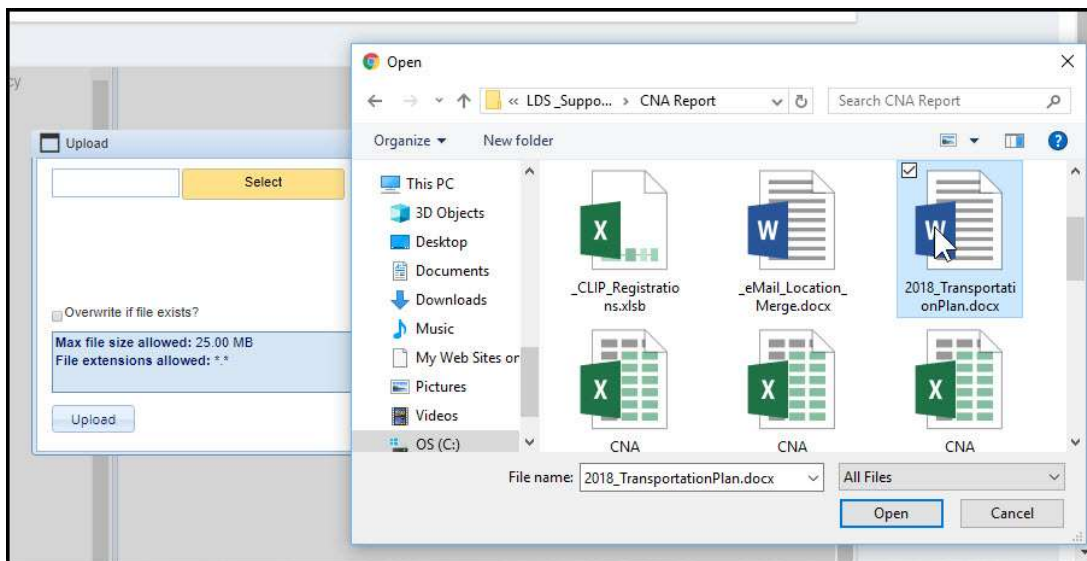 cy
Upload
Select
Overwrite if file exists?
Max file size allowed: 25.00 MB
File extensions allowed: *.*
Upload
Open
« LDS_Suppo... > CNA Report
Search CNA Report
Organize
New folder
This PC
3D Objects
Desktop
Documents
Downloads
Music
My Web Sites on
Pictures
Videos
OS (C:)
X
_CLIP_Registratio
ns.xlsb
W
_eMail_Location_
Merge.docx
W
2018_Transportati
onPlan.docx
X
CNA
X
CNA
X
CNA
File name: 2018_TransportationPlan.docx
All Files
Open
Cancel